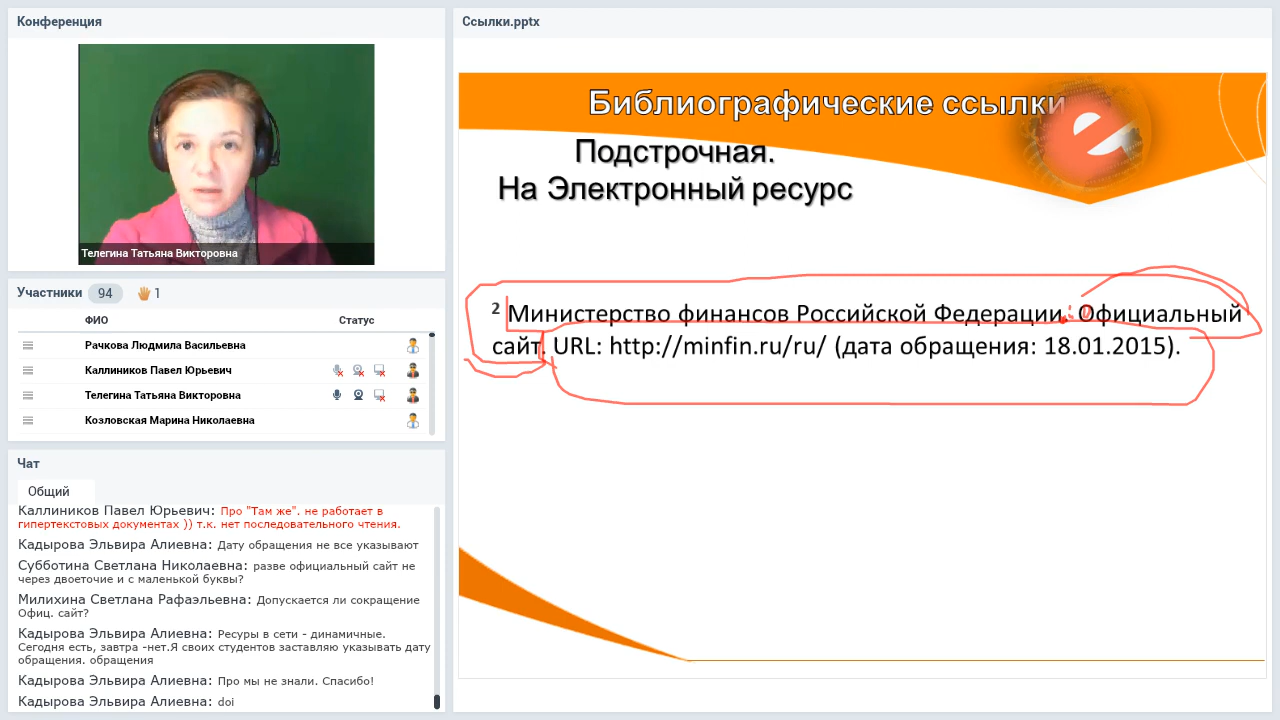 Конференция
Телегина Татьяна Викторовна
Участники 94 1
ФИО Статус
Рачкова Людмила Васильевна
Каллиников Павел Юрьевич
Телегина Татьяна Викторовна
Козловская Марина Николаевна
Чат
Общий
Каллиников Павел Юрьевич: Про "Там же". не работает в
гипертекстовых документах )) т.к. нет последовательного чтения.
Кадырова Эльвира Алиевна: Дату обращения не все указывают
Субботина Светлана Николаевна: разве официальный сайт не
через двоеточие и с маленькой буквы?
Милихина Светлана Рафаэльевна: Допускается ли сокращение
Офиц. сайт?
Кадырова Эльвира Алиевна: Ресуры в сети - динамичные.
Сегодня есть, завтра -нет.Я своих студентов заставляю указывать дату
обращения. обращения
Кадырова Эльвира Алиевна: Про мы не знали. Спасибо!
Кадырова Эльвира Алиевна: doi
Ссылки.pptx
Библиографические ссылки
Подстрочная.
На Электронный ресурс
2 Министерство финансов Российской Федерации. Официальный
сайт. URL: http://minfin.ru/ru/ (дата обращения: 18.01.2015).